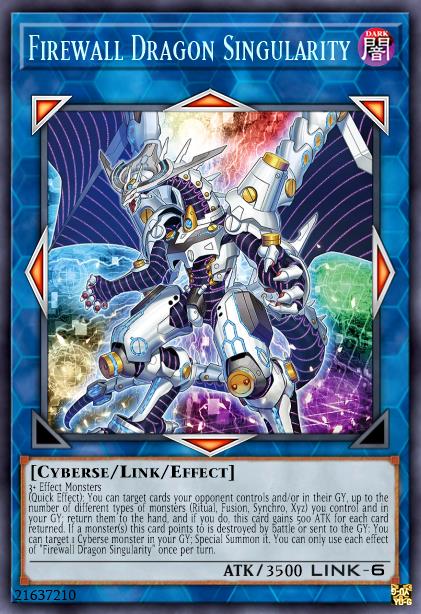 FIREWALL DRAGON SINGULARITY
DARK
闇
[CYBERSE/LINK/EFFECT]
3+ Effect Monsters
(Quick Effect): You can target cards your opponent controls and/or in their GY, up to the
number of different types of monsters (Ritual, Fusion, Synchro, Xyz) you control and in
your GY; return them to the hand, and if you do, this card gains 500 ATK for each card
returned. If a monster(s) this card points to is destroyed by battle or sent to the GY: You
can target 1 Cyberse monster in your GY; Special Summon it. You can only use each
effect of "Firewall Dragon Singularity" once per turn.
ATK/3500 LINK-6
21637210